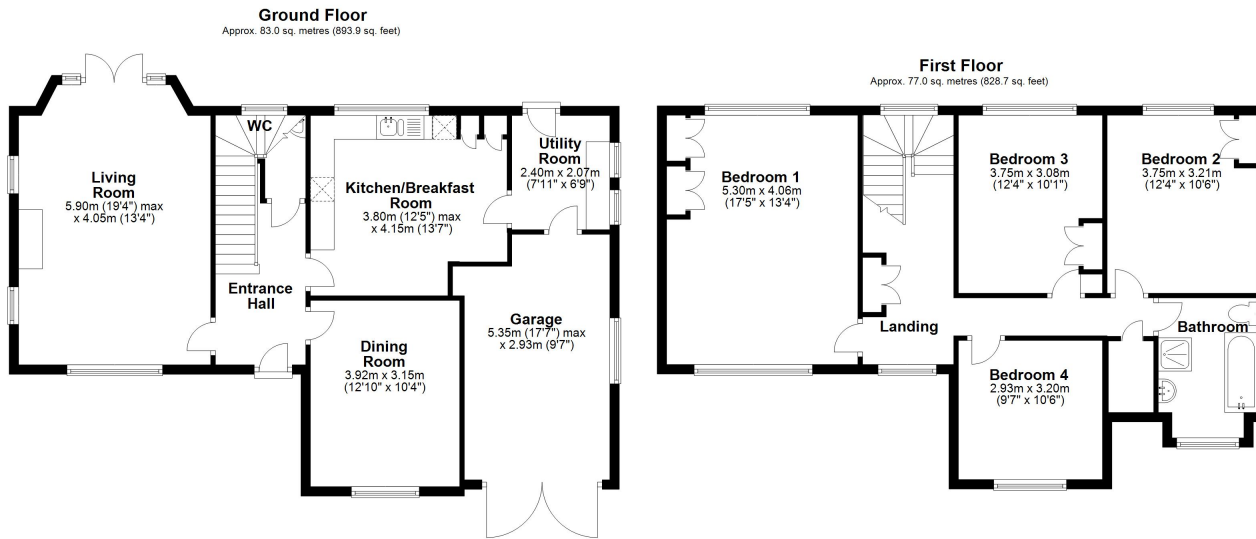 Ground Floor
Approx. 83.0 sq. metres (893.9 sq. feet)
WC
Living
Room
5.90m (19'4") max
x 4.05m (13'4")
Kitchen/Breakfast
Room
3.80m (12'5") max
x 4.15m (13'7")
Utility
Room
2.40m x 2.07m
(7'11" x 6'9")
Entrance
Hall
Dining
Room
3.92m x 3.15m
(12'10" x 10'4")
Garage
5.35m (17'7") max
x 2.93m (9'7")
First Floor
Approx. 77.0 sq. metres (828.7 sq. feet)
Bedroom 1
5.30m x 4.06m
(17'5" x 13'4")
Bedroom 3
3.75m x 3.08m
(12'4" x 10'1")
Bedroom 2
3.75m x 3.21m
(12'4" x 10'6")
Landing
Bathroom
Bedroom 4
2.93m x 3.20m
(9'7" x 10'6")